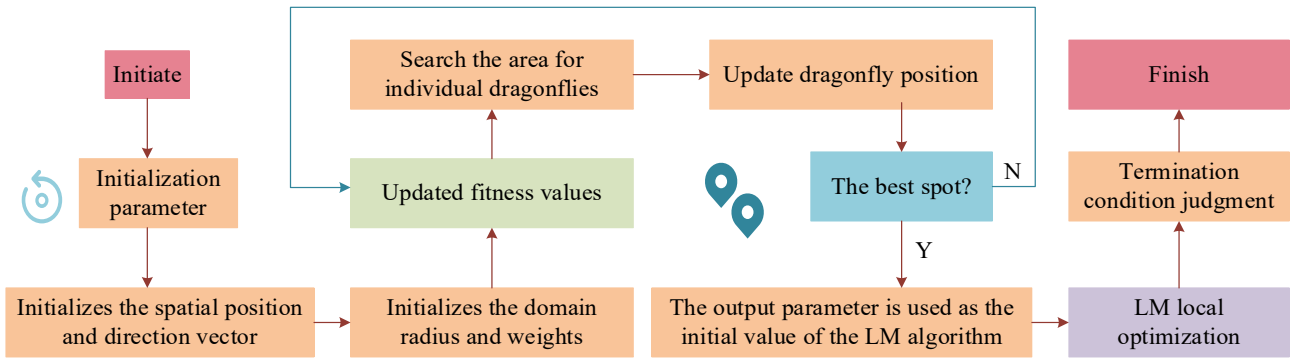 Initiate
Initialization
parameter
Initializes the spatial position
and direction vector
Initializes the domain
radius and weights
Updated fitness values
Search the area for
individual dragonflies
Update dragonfly position
The best spot?
N
Y
The output parameter is used as the
initial value of the LM algorithm
LM local
optimization
Termination
condition judgment
Finish